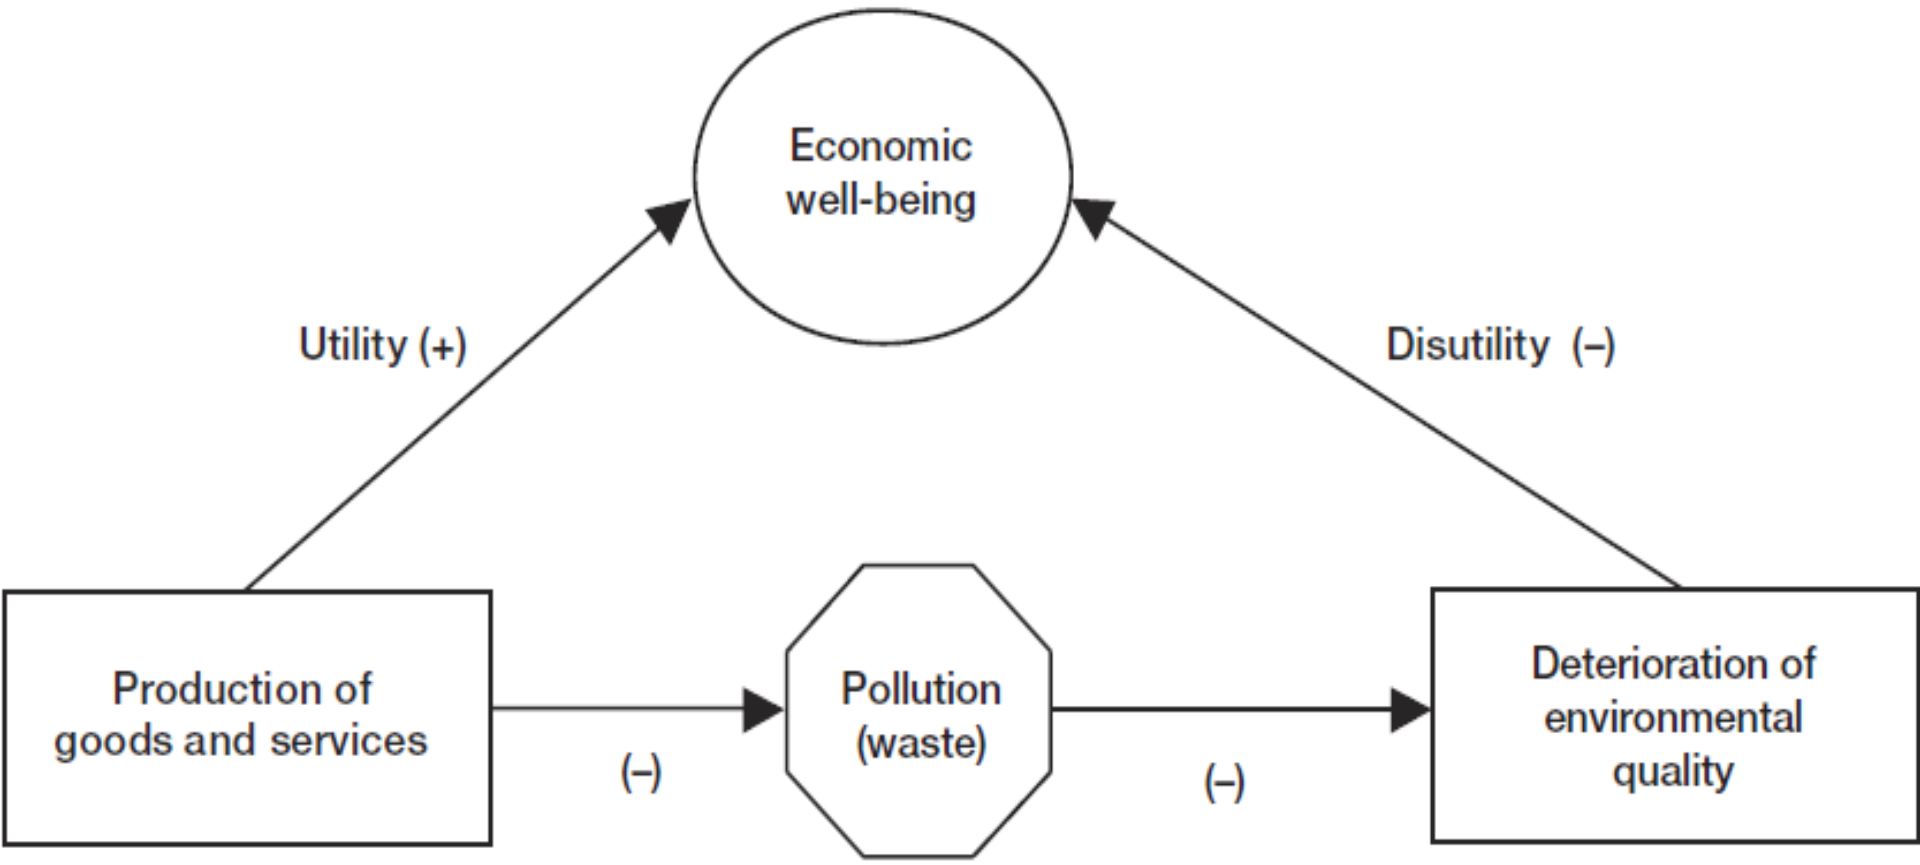 Economic
well-being
Utility (+)
Disutility (–)
Production of
goods and services
(–)
Pollution
(waste)
(–)
Deterioration of
environmental
quality